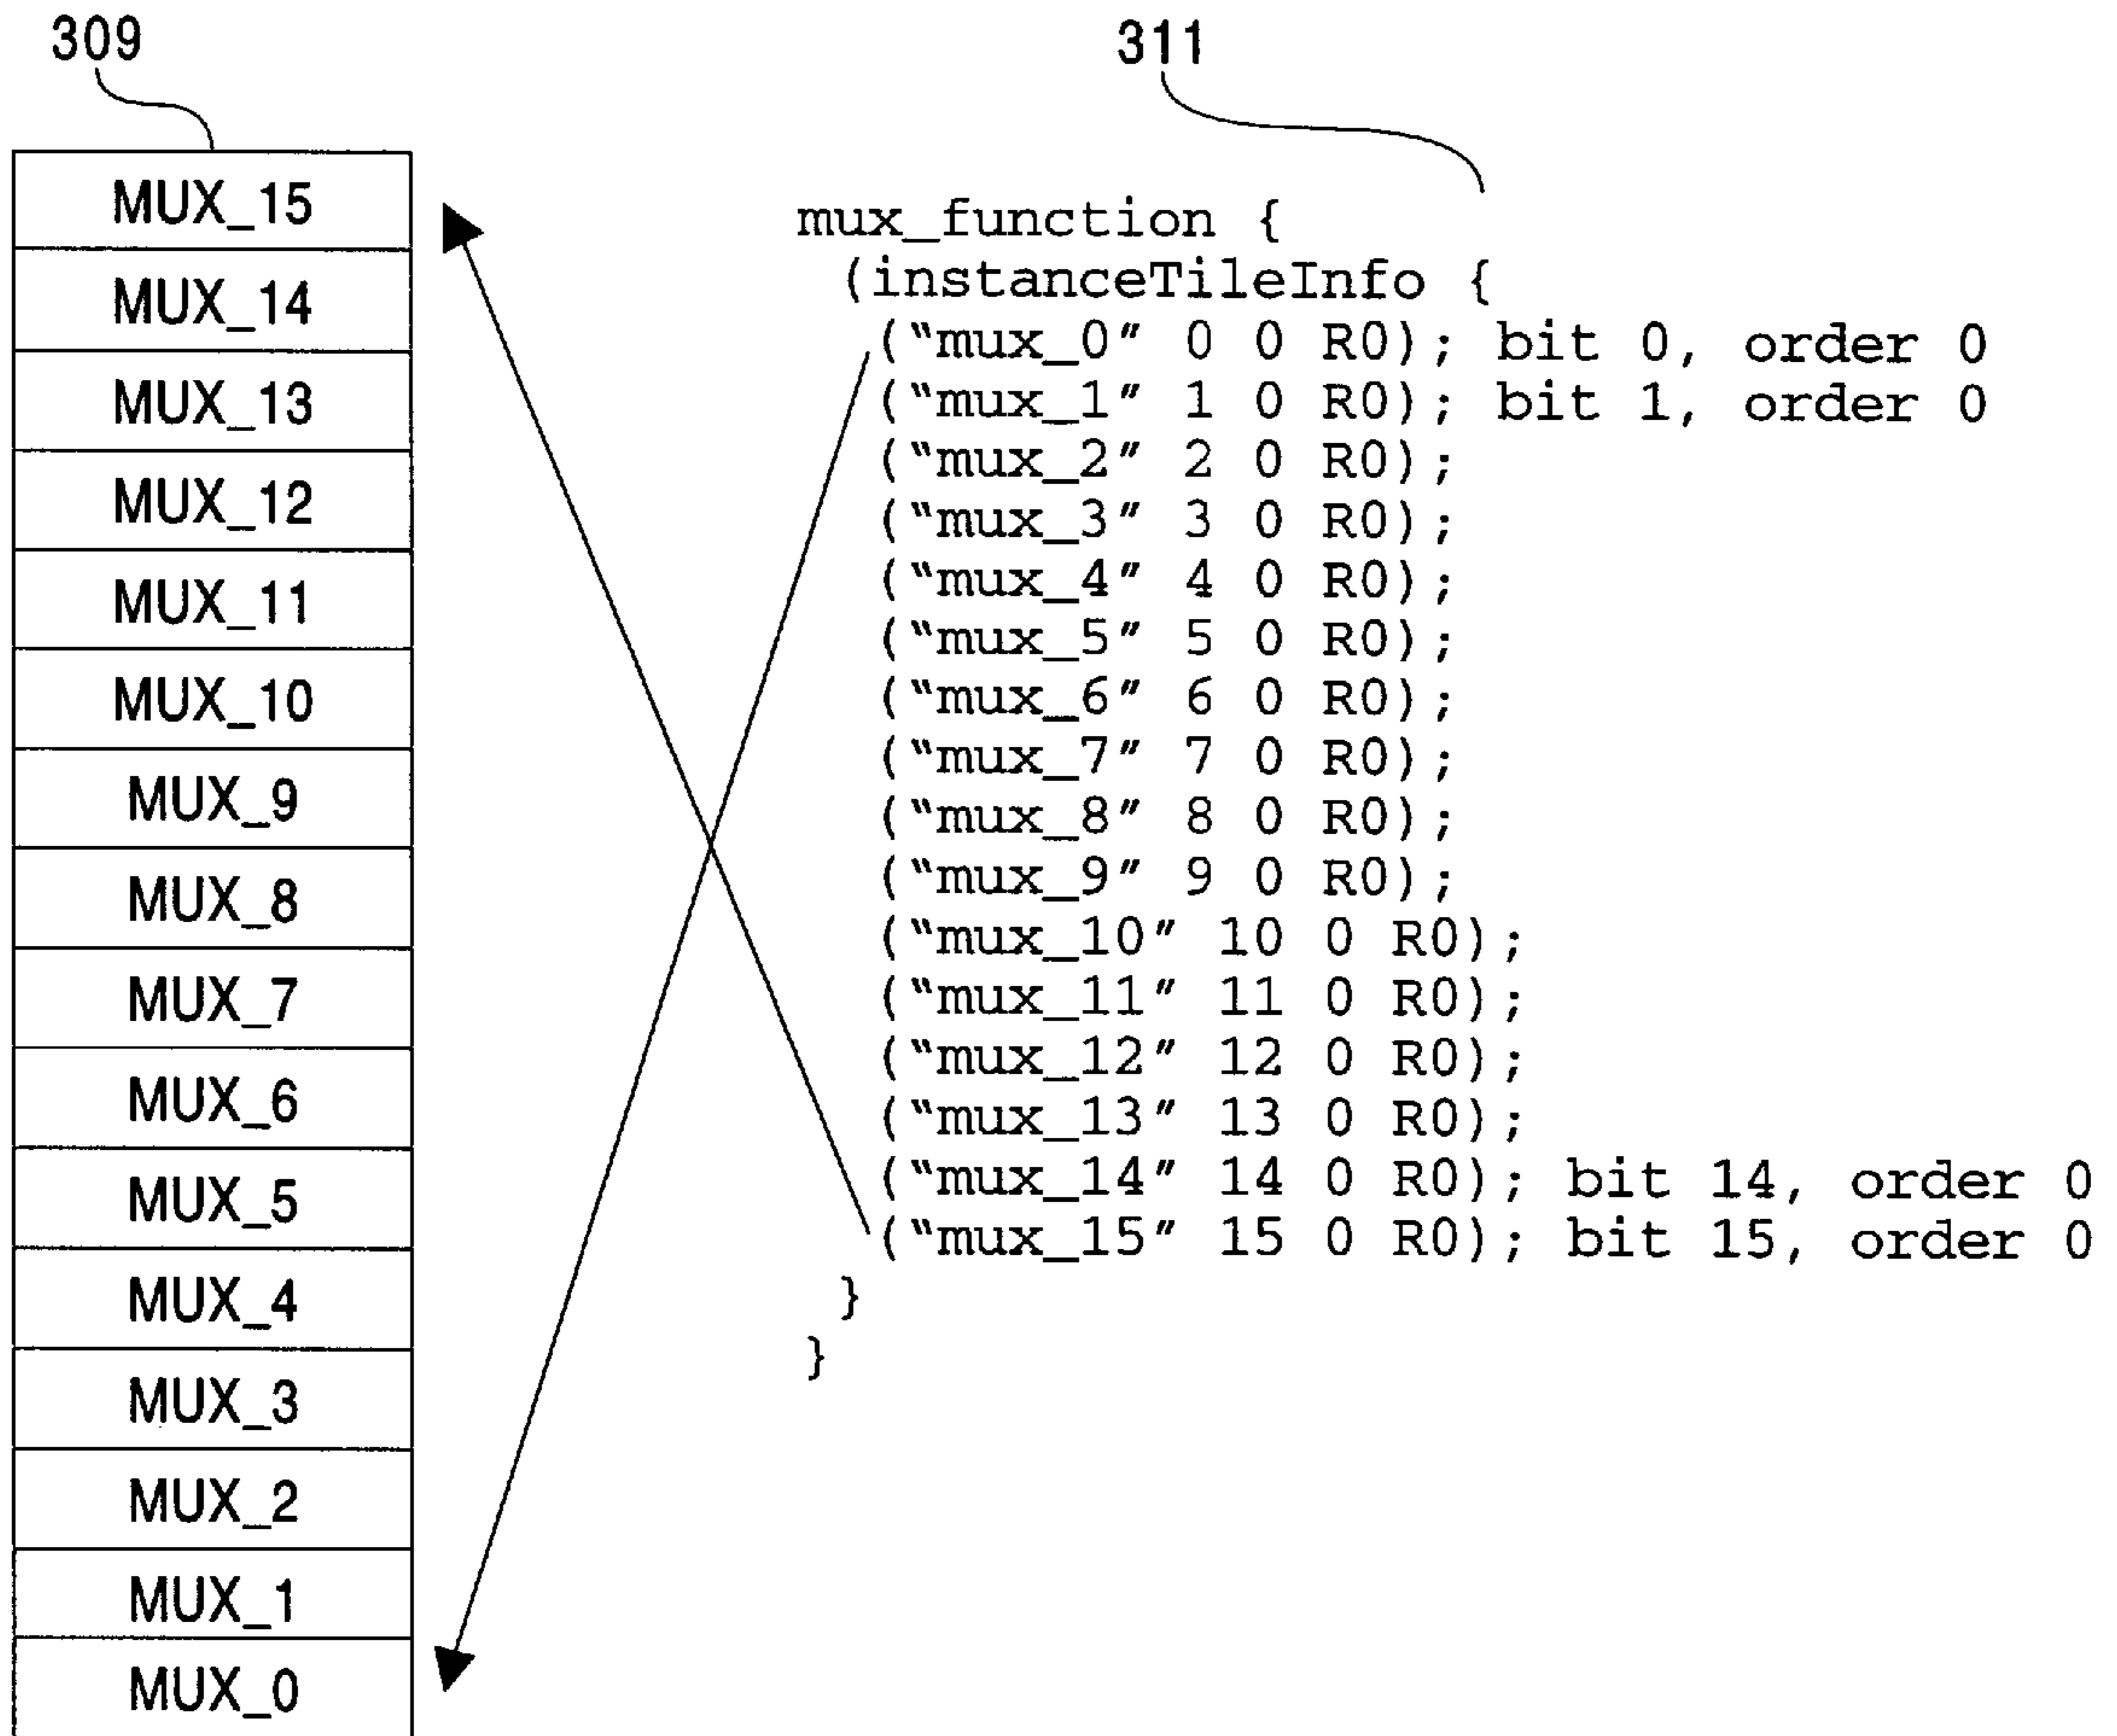 309
311
MUX_15
MUX_14
MUX_13
MUX_12
MUX_11
MUX_10
MUX_9
MUX_8
MUX_7
MUX_6
MUX_5
MUX_4
MUX_3
MUX_2
MUX_1
MUX_0
mux_function {
(instanceTileInfo {
("mux_0" 0 0 R0); bit 0, order 0
("mux_1" 1 0 R0); bit 1, order 0
("mux_2" 2 0 R0);
("mux_3" 3 0 R0);
("mux_4" 4 0 R0);
("mux_5" 5 0 R0);
("mux_6" 6 0 R0);
("mux_7" 7 0 R0);
("mux_8" 8 0 R0);
("mux_9" 9 0 R0);
("mux_10" 10 0 R0);
("mux_11" 11 0 R0);
("mux_12" 12 0 R0);
("mux_13" 13 0 R0);
("mux_14" 14 0 R0); bit 14, order 0
("mux_15" 15 0 R0); bit 15, order 0
}
}